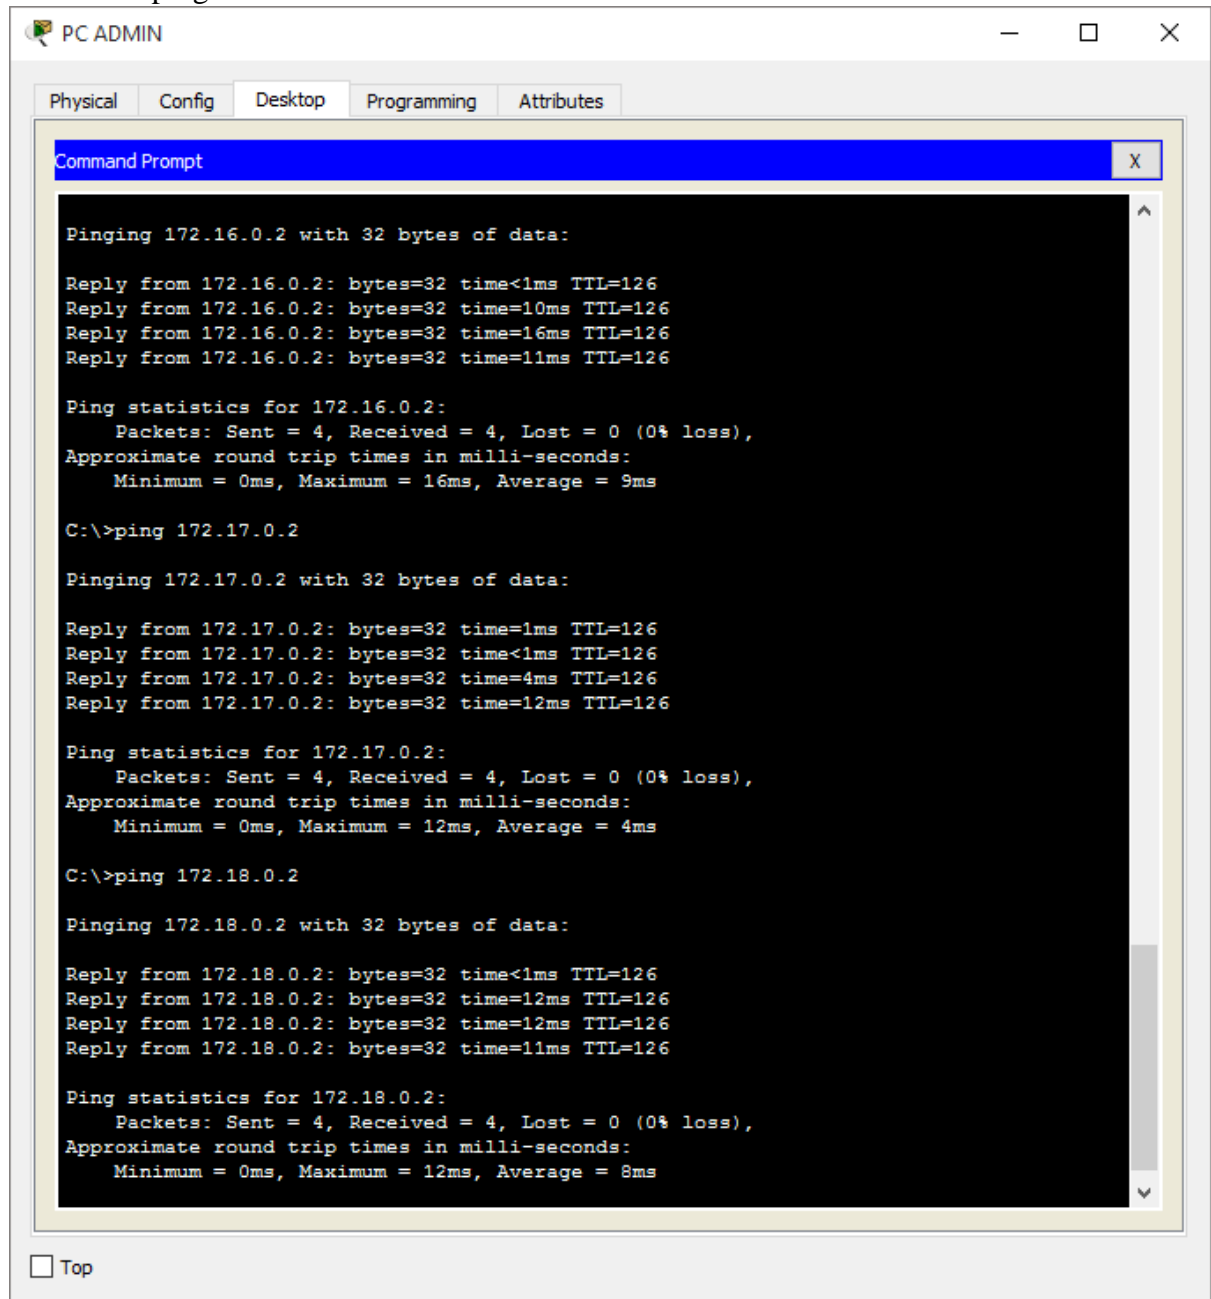 PC ADMIN
Physical Config Desktop Programming Attributes
Command Prompt X
Pinging 172.16.0.2 with 32 bytes of data:
Reply from 172.16.0.2: bytes=32 time<1ms TTL=126
Reply from 172.16.0.2: bytes=32 time=10ms TTL=126
Reply from 172.16.0.2: bytes=32 time=16ms TTL=126
Reply from 172.16.0.2: bytes=32 time=11ms TTL=126
Ping statistics for 172.16.0.2:
Packets: Sent = 4, Received = 4, Lost = 0 (0% loss),
Approximate round trip times in milli-seconds:
Minimum = 0ms, Maximum = 16ms, Average = 9ms
C:\>ping 172.17.0.2
Pinging 172.17.0.2 with 32 bytes of data:
Reply from 172.17.0.2: bytes=32 time=1ms TTL=126
Reply from 172.17.0.2: bytes=32 time<1ms TTL=126
Reply from 172.17.0.2: bytes=32 time=4ms TTL=126
Reply from 172.17.0.2: bytes=32 time=12ms TTL=126
Ping statistics for 172.17.0.2:
Packets: Sent = 4, Received = 4, Lost = 0 (0% loss),
Approximate round trip times in milli-seconds:
Minimum = 0ms, Maximum = 12ms, Average = 4ms
C:\>ping 172.18.0.2
Pinging 172.18.0.2 with 32 bytes of data:
Reply from 172.18.0.2: bytes=32 time<1ms TTL=126
Reply from 172.18.0.2: bytes=32 time=12ms TTL=126
Reply from 172.18.0.2: bytes=32 time=12ms TTL=126
Reply from 172.18.0.2: bytes=32 time=11ms TTL=126
Ping statistics for 172.18.0.2:
Packets: Sent = 4, Received = 4, Lost = 0 (0% loss),
Approximate round trip times in milli-seconds:
Minimum = 0ms, Maximum = 12ms, Average = 8ms
Top